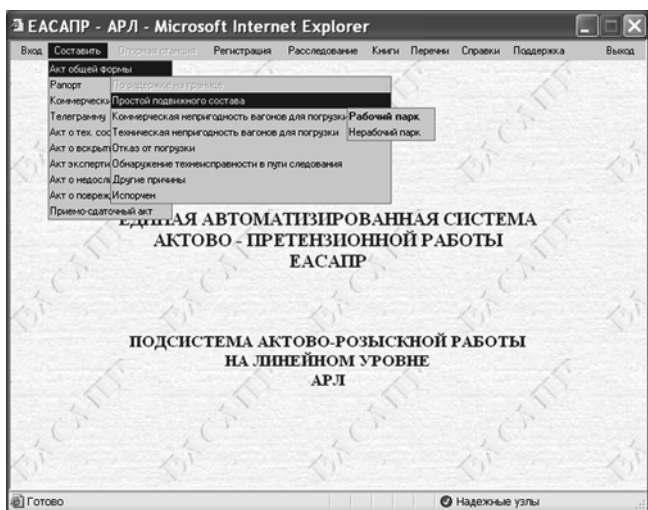 ЕАСАПР - АРЛ - Microsoft Internet Explorer
Вход Составить Опорная станция Регистрация Расследование Книги Перечни Справки Поддержка Выход
Акт общей формы
Рапорт По задержке на границе
Коммерчески Простой подвижного состава
Телеграмму Коммерческая непригодность вагонов для погрузки Рабочий парк
Акт о тех. сос Техническая непригодность вагонов для погрузки Нерабочий парк
Акт о вскрыт Отказ от погрузки
Акт эксперти Обнаружение техненсправности в пути следования
Акт о недосл Другие причины
Акт о повреж Испорчен
Приемо-сдаточный акт
ЕДИНАЯ АВТОМАТИЗИРОВАННАЯ СИСТЕМА
АКТОВО - ПРЕТЕНЗИОННОЙ РАБОТЫ
ЕАСАПР
ПОДСИСТЕМА АКТОВО-РОЗЫСКНОЙ РАБОТЫ
НА ЛИНЕЙНОМ УРОВНЕ
АРЛ
Готово Надежные узлы